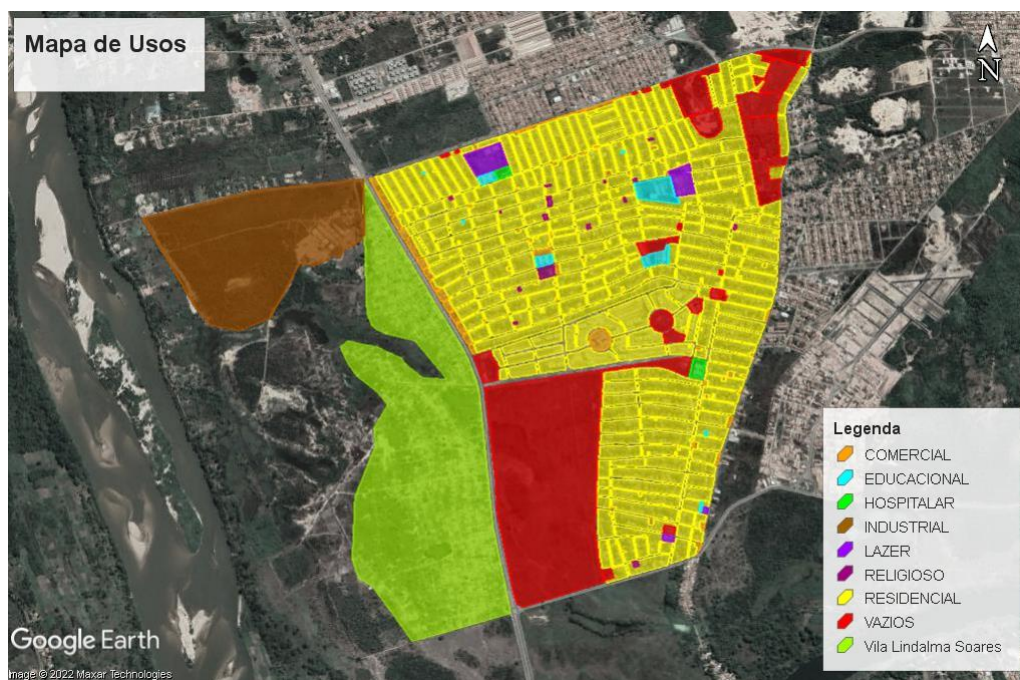 Mapa de Usos
N
Legenda
COMERCIAL
EDUCACIONAL
HOSPITALAR
INDUSTRIAL
LAZER
RELIGIOSO
RESIDENCIAL
VAZIOS
Vila Lindalma Soares
Google Earth
Image © 2022 Maxar Technologies